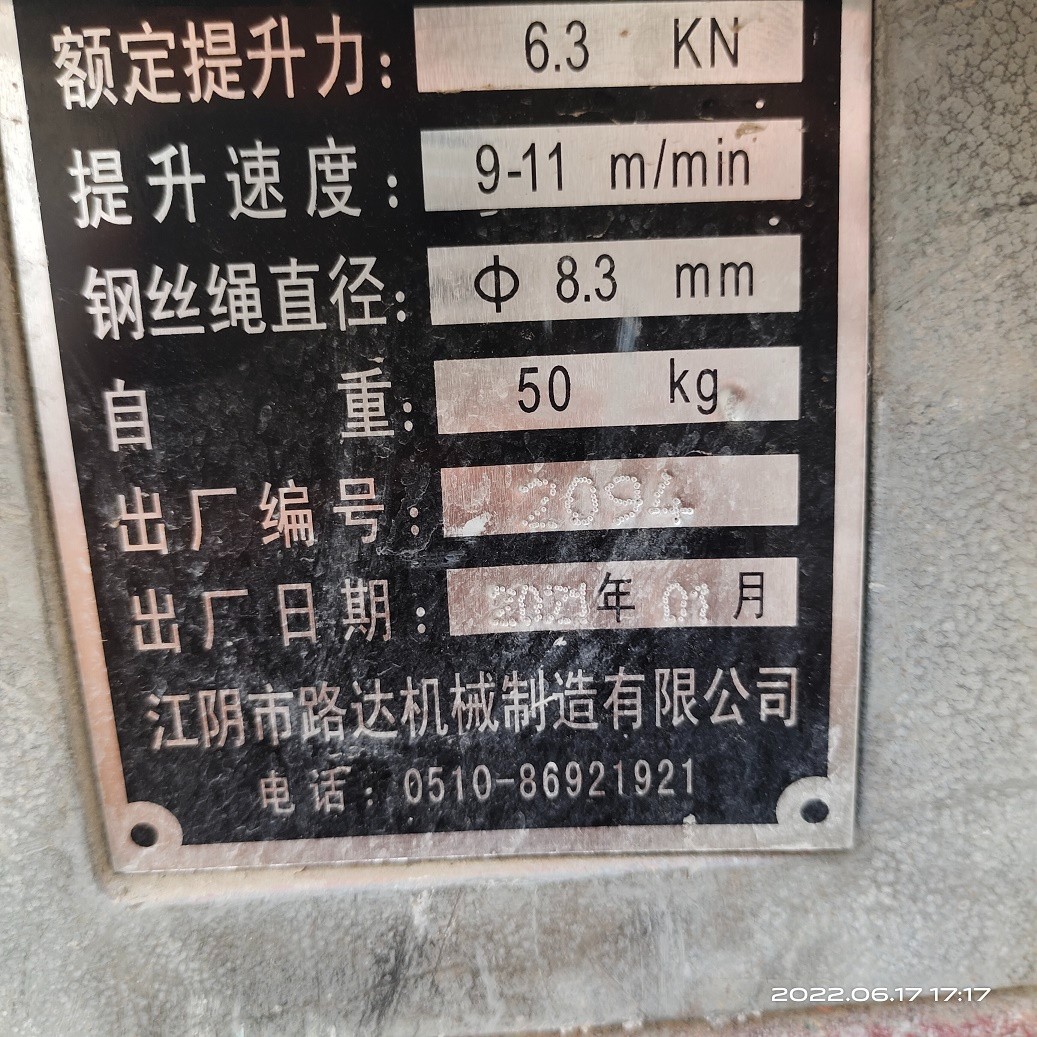 额定提升力: 6.3 KN
提升速度: 9-11 m/min
钢丝绳直径: Φ 8.3 mm
自重: 50 kg
出厂编号: 2094
出厂日期: 2021年01月
江阴市路达机械制造有限公司
电话: 0510-86921921
2022.06.17 17:17